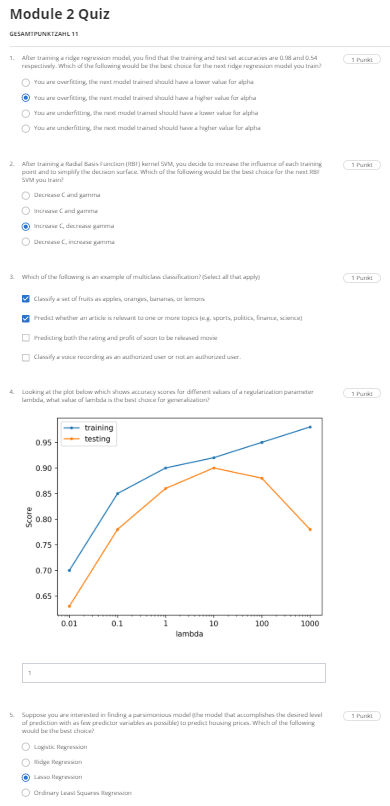 Module 2 Quiz
GESAMTPUNKTZAHL 11
1. After training a ridge regression model, you find that the training and test set accuracies are 0.98 and 0.54
respectively. Which of the following would be the best choice for the next ridge regression model you train?
1 Punkt
You are overfitting, the next model trained should have a lower value for alpha
You are overfitting, the next model trained should have a higher value for alpha
You are underfitting, the next model trained should have a lower value for alpha
You are underfitting, the next model trained should have a higher value for alpha
2. After training a Radial Basis Function (RBF) kernel SVM, you decide to increase the influence of each training
point and to simplify the decision surface. Which of the following would be the best choice for the next RBF
SVM you train?
1 Punkt
Decrease C and gamma
Increase C and gamma
Increase C, decrease gamma
Decrease C, increase gamma
3. Which of the following is an example of multiclass classification? (Select all that apply)
1 Punkt
Classify a set of fruits as apples, oranges, bananas, or lemons
Predict whether an article is relevant to one or more topics (e.g. sports, politics, finance, science)
Predicting both the rating and profit of soon to be released movie
Classify a voice recording as an authorized user or not an authorized user.
4. Looking at the plot below which shows accuracy scores for different values of a regularization parameter
lambda, what value of lambda is the best choice for generalization?
1 Punkt
training
testing
0.95
0.90
0.85
0.80
0.75
0.70
0.65
Score
0.01 0.1 1 10 100 1000
lambda
1
5. Suppose you are interested in finding a parsimonious model (the model that accomplishes the desired level
of prediction with as few predictor variables as possible) to predict housing prices. Which of the following
would be the best choice?
1 Punkt
Logistic Regression
Ridge Regression
Lasso Regression
Ordinary Least Squares Regression